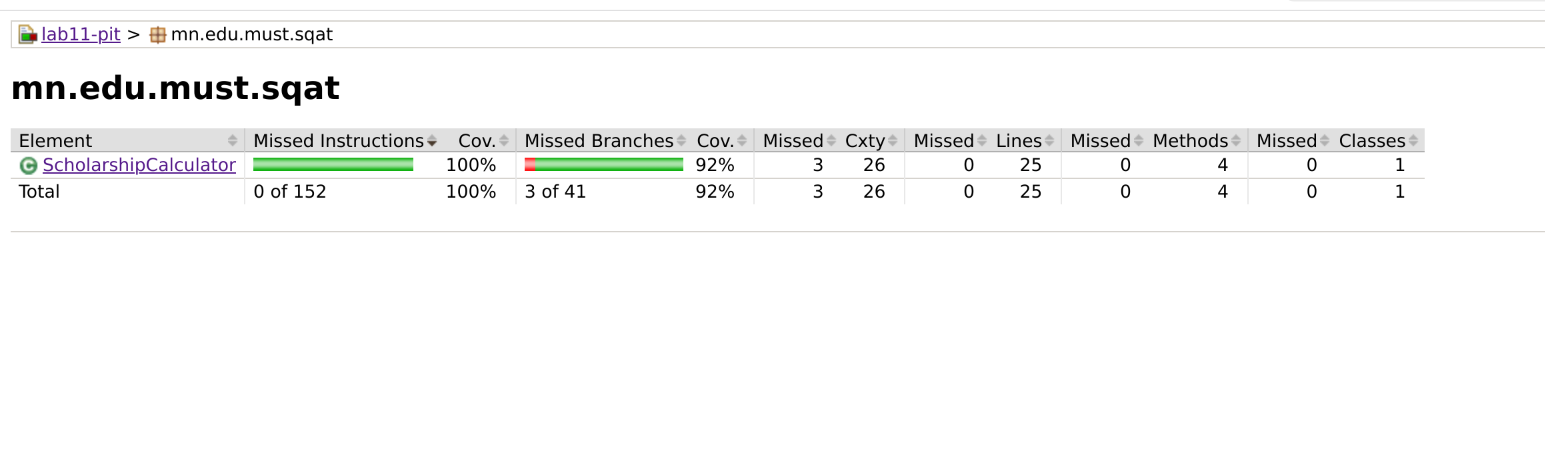 lab11-pit > mn.edu.must.sqat
mn.edu.must.sqat
Element Missed Instructions Cov. Missed Branches Cov. Missed Cxty Missed Lines Missed Methods Missed Classes
C ScholarshipCalculator 100% 92% 3 26 0 25 0 4 0 1
Total 0 of 152 100% 3 of 41 92% 3 26 0 25 0 4 0 1